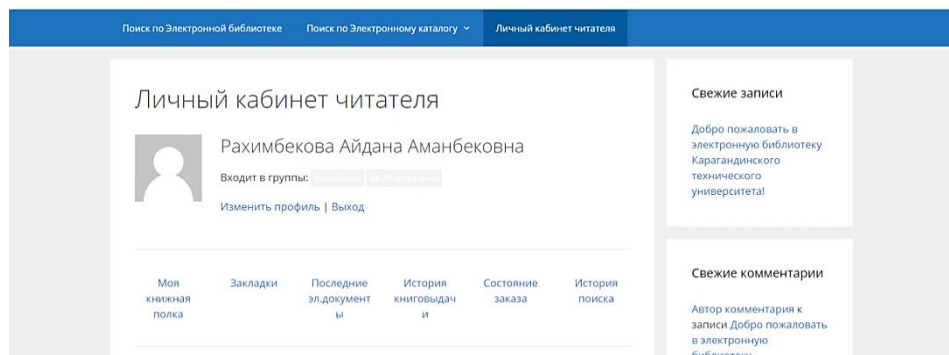 Поиск по Электронной библиотеке Поиск по Электронному каталогу Личный кабинет читателя
Личный кабинет читателя
Рахимбекова Айдана Аманбековна
Входит в группы:
Изменить профиль | Выход
Моя
книжная
полка
Закладки
Последние
эл.документ
ы
История
книговыдач
и
Состояние
заказа
История
поиска
Свежие записи
Добро пожаловать в
электронную библиотеку
Карагандинского
технического
университета!
Свежие комментарии
Автор комментария к
записи Добро пожаловать
в электронную
библиотеку